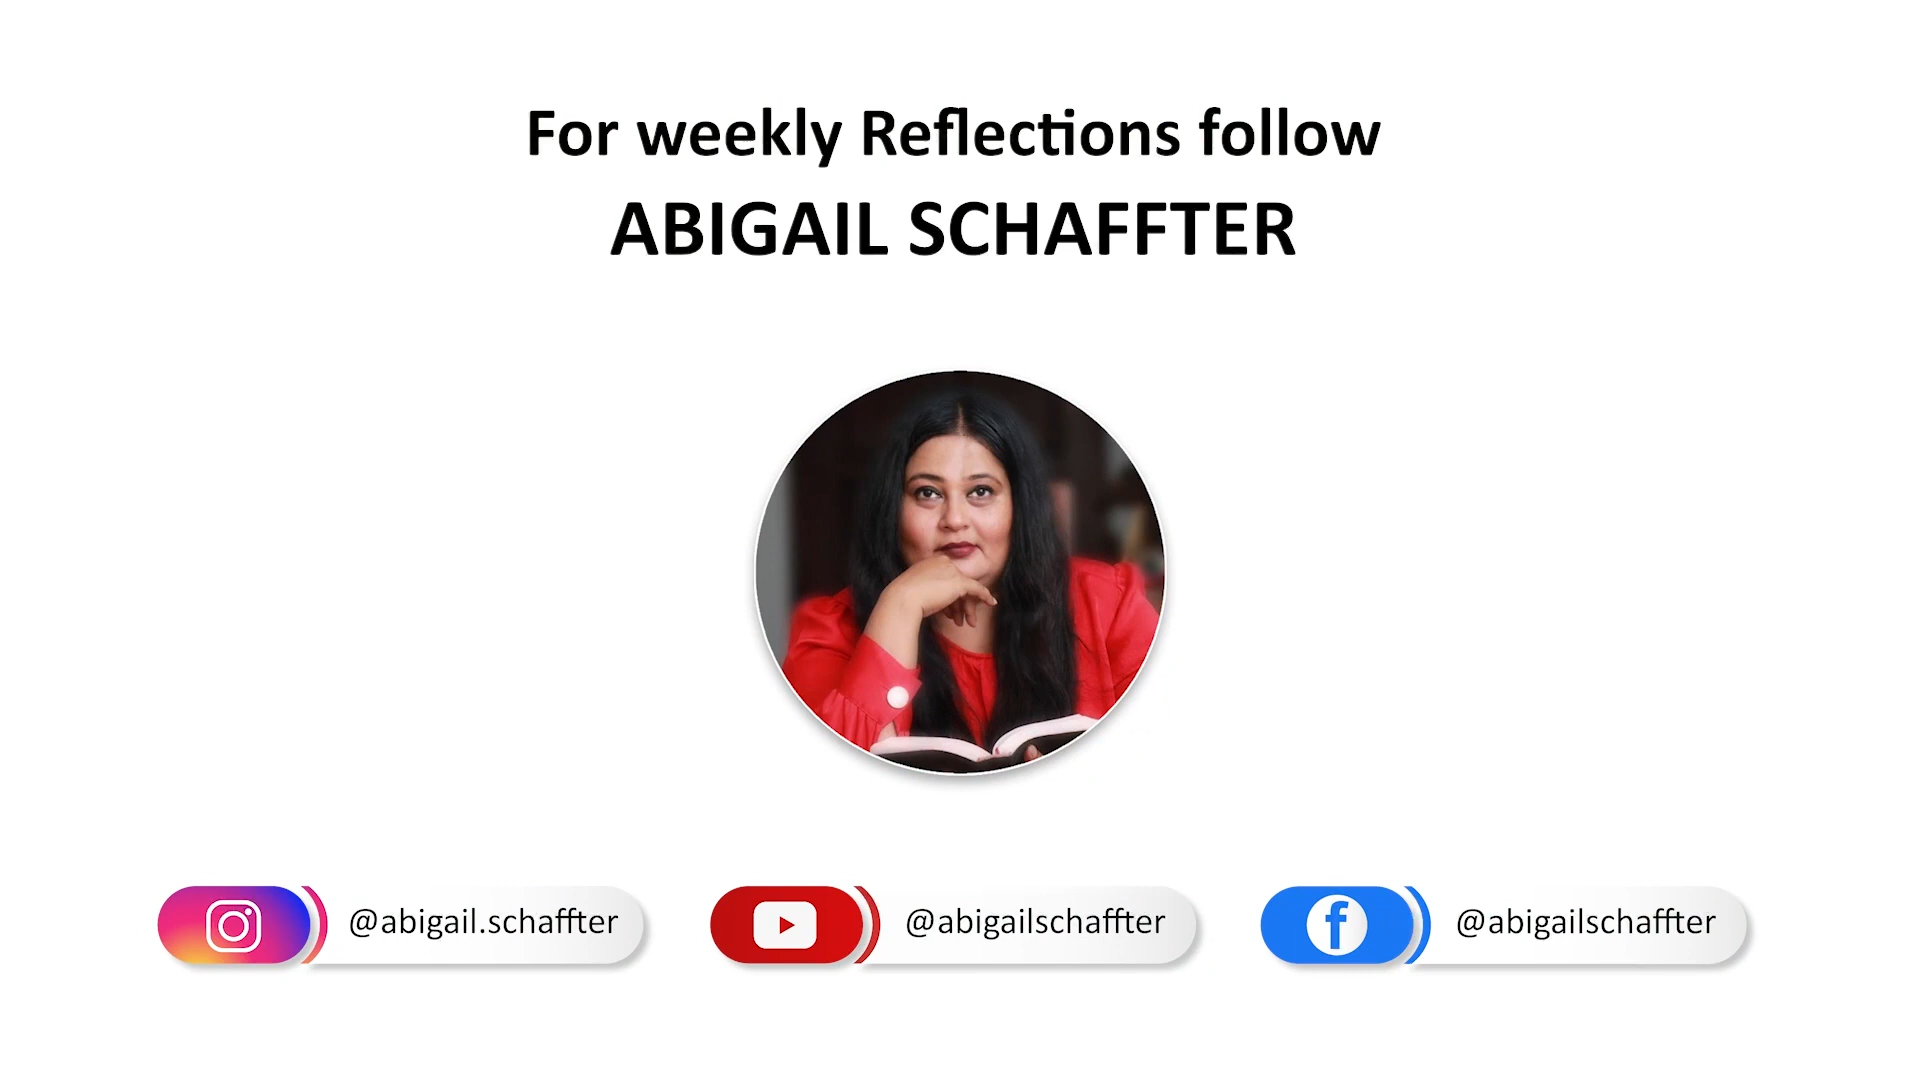 For weekly Reflections follow
ABIGAIL SCHAFFTER
@abigail.schaffter
@abigailschaffter
@abigailschaffter